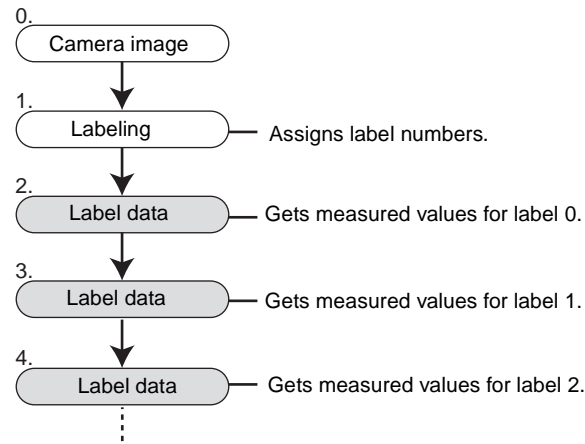 0.
Camera image
1.
Labeling
Assigns label numbers.
2.
Label data
Gets measured values for label 0.
3.
Label data
Gets measured values for label 1.
4.
Label data
Gets measured values for label 2.